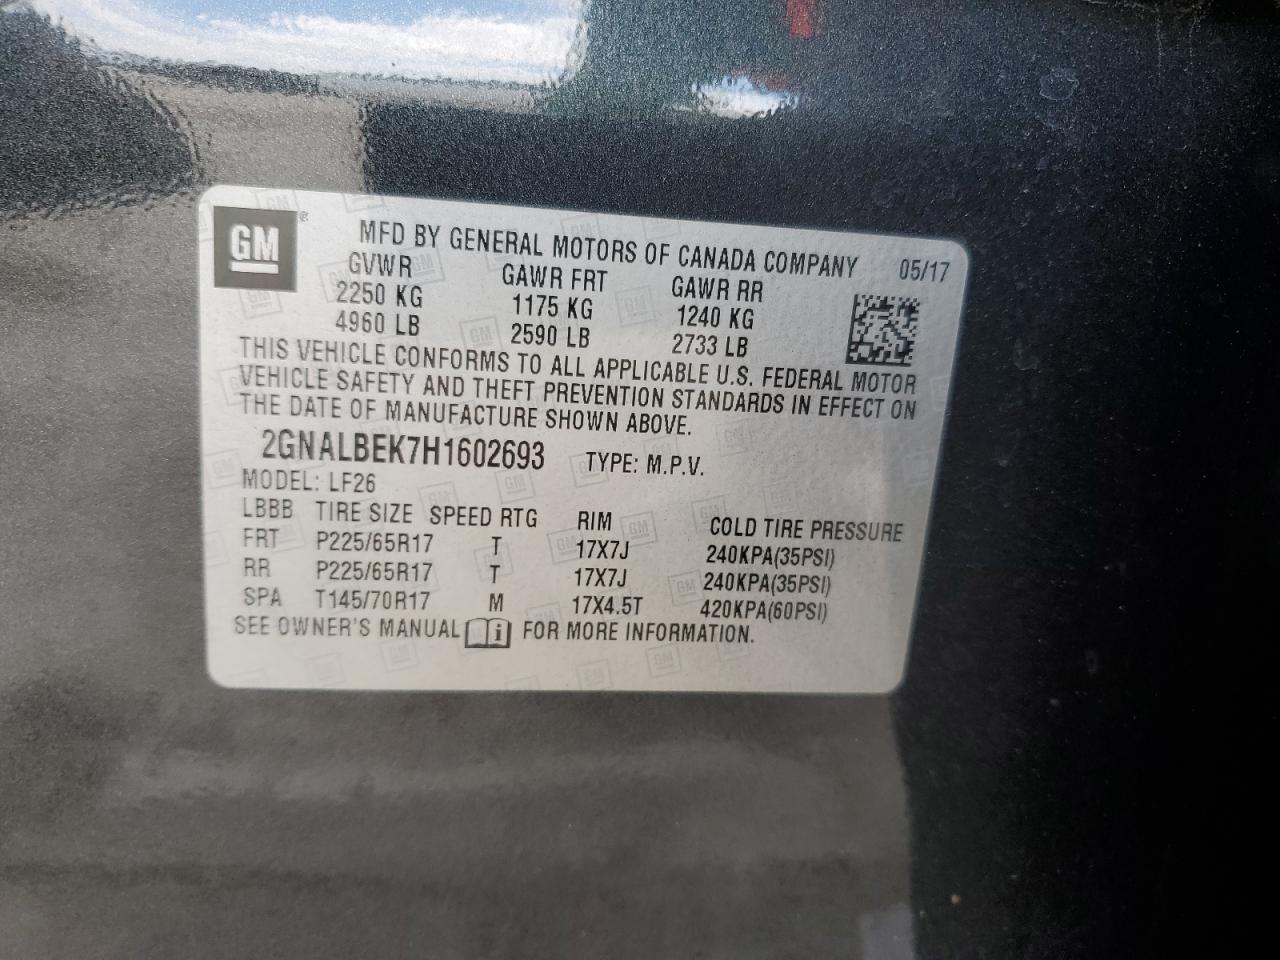 GM ®
MFD BY GENERAL MOTORS OF CANADA COMPANY 05/17
GVWR GAWR FRT GAWR RR
2250 KG 1175 KG 1240 KG
4960 LB 2590 LB 2733 LB
THIS VEHICLE CONFORMS TO ALL APPLICABLE U.S. FEDERAL MOTOR
VEHICLE SAFETY AND THEFT PREVENTION STANDARDS IN EFFECT ON
THE DATE OF MANUFACTURE SHOWN ABOVE.
2GNALBEK7H1602693 TYPE: M.P.V.
MODEL: LF26
LBBB TIRE SIZE SPEED RTG RIM COLD TIRE PRESSURE
FRT P225/65R17 T 17X7J 240KPA(35PSI)
RR P225/65R17 T 17X7J 240KPA(35PSI)
SPA T145/70R17 M 17X4.5T 420KPA(60PSI)
SEE OWNER'S MANUAL i FOR MORE INFORMATION.